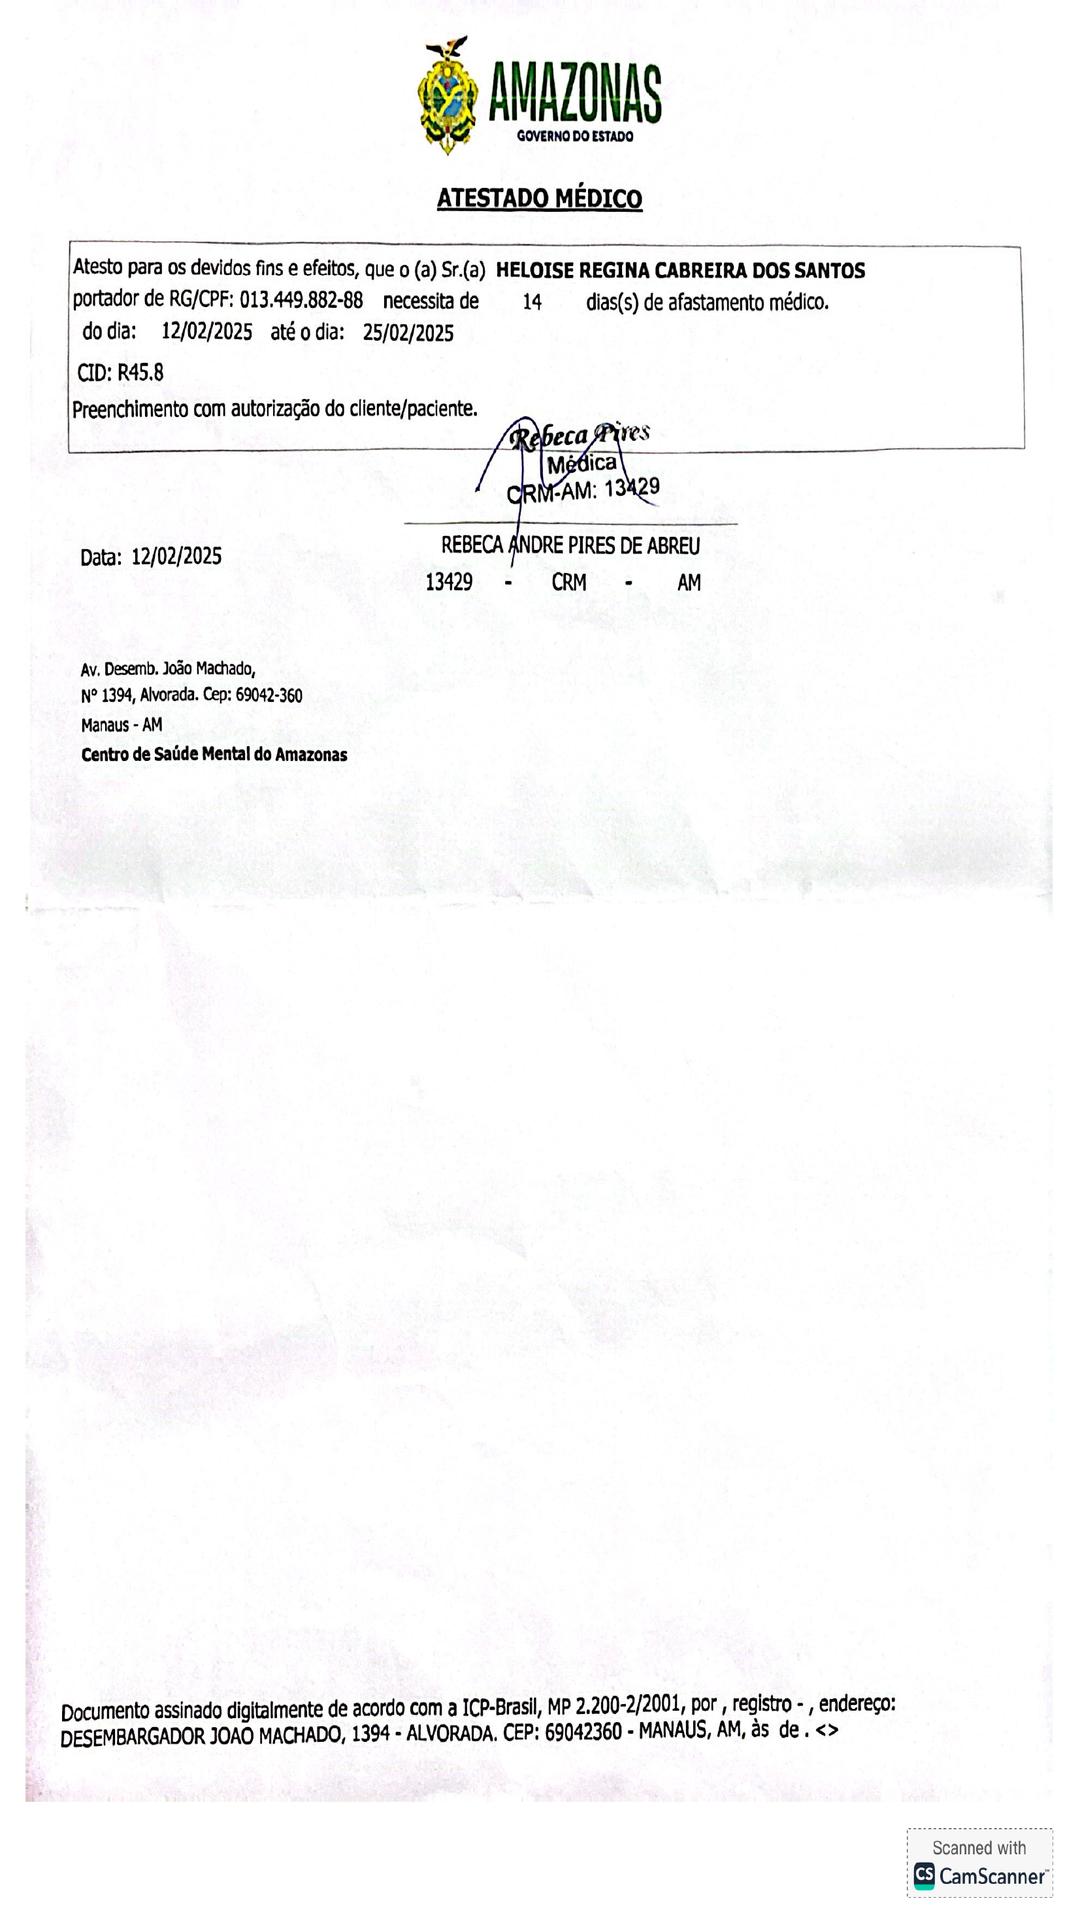 AMAZONAS
GOVERNO DO ESTADO
ATESTADO MÉDICO
Atesto para os devidos fins e efeitos, que o (a) Sr.(a) HELOISE REGINA CABREIRA DOS SANTOS
portador de RG/CPF: 013.449.882-88 necessita de 14 dias(s) de afastamento médico.
do dia: 12/02/2025 até o dia: 25/02/2025
CID: R45.8
Preenchimento com autorização do cliente/paciente.
Rebeca Pires
Médica
CRM-AM: 13429
REBECA ANDRE PIRES DE ABREU
Data: 12/02/2025
13429 - CRM - AM
Av. Desemb. João Machado,
Nº 1394, Alvorada. Cep: 69042-360
Manaus - AM
Centro de Saúde Mental do Amazonas
Documento assinado digitalmente de acordo com a ICP-Brasil, MP 2.200-2/2001, por , registro - , endereço:
DESEMBARGADOR JOAO MACHADO, 1394 - ALVORADA. CEP: 69042360 - MANAUS, AM, às de . <>
Scanned with
CS CamScanner